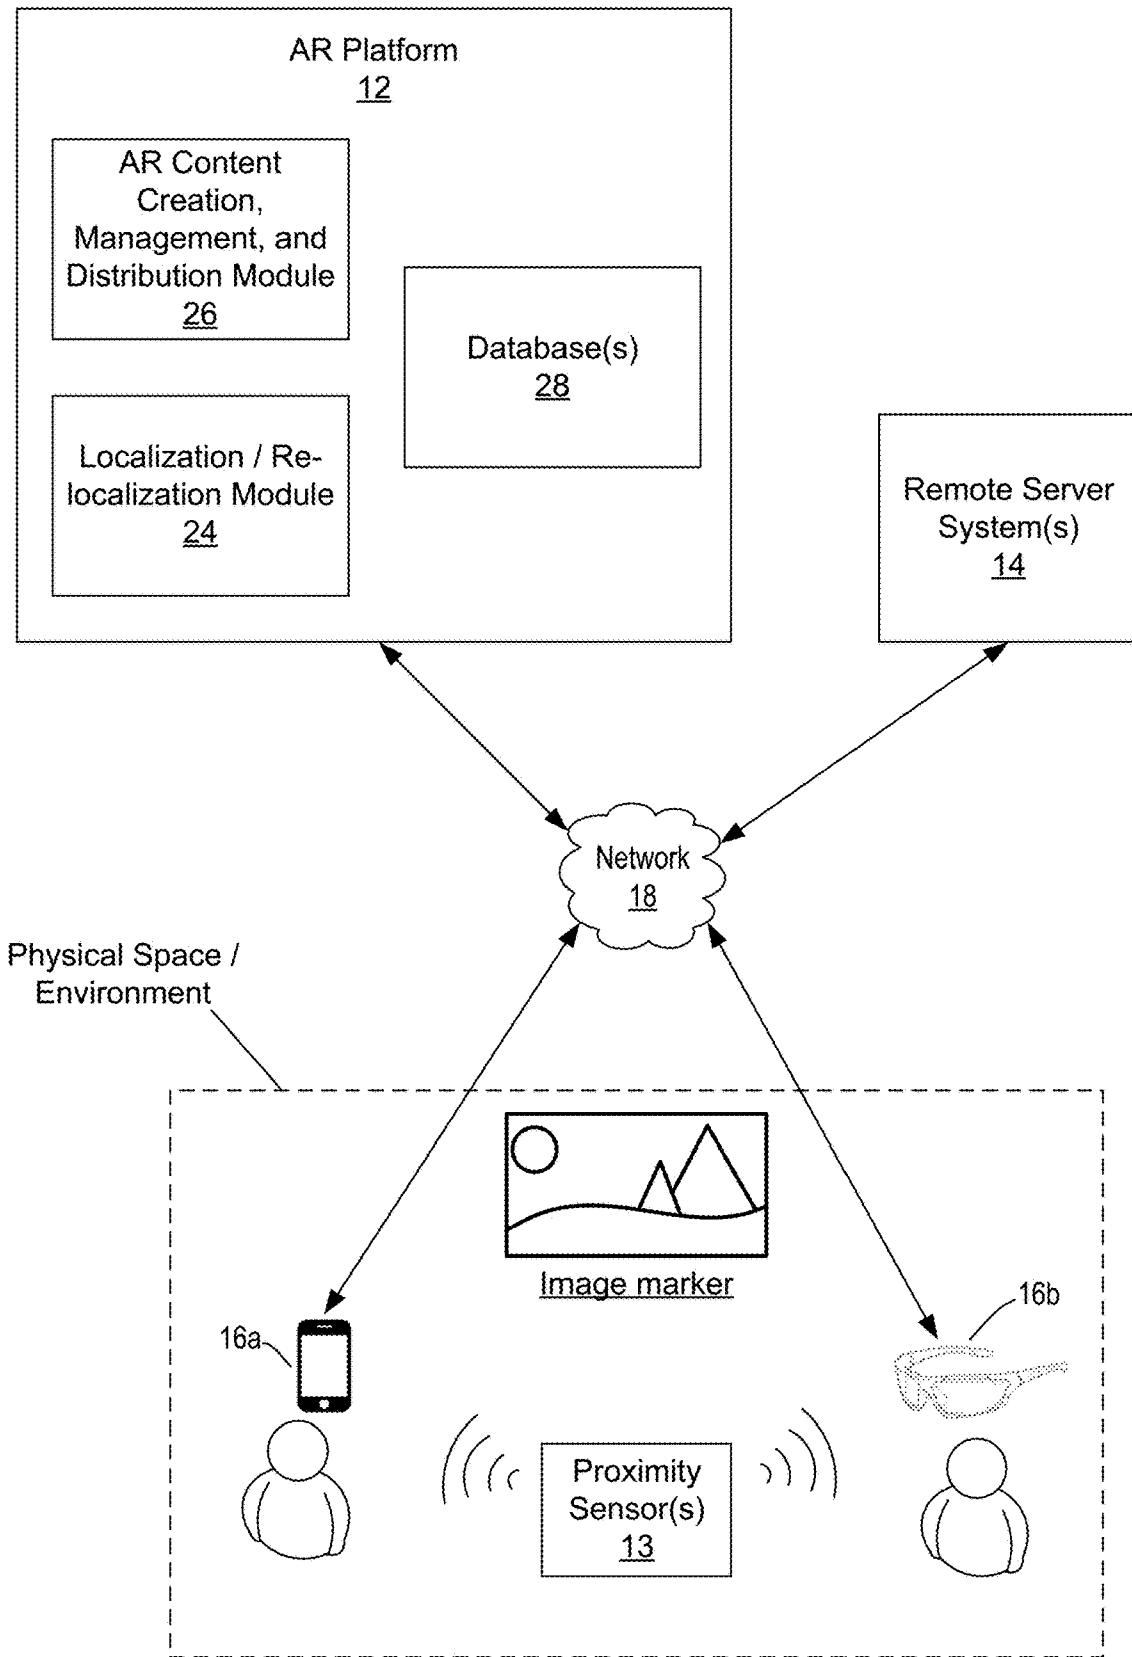 AR Platform
12
AR Content
Creation,
Management, and
Distribution Module
26
Database(s)
28
Localization / Re-
localization Module
24
Remote Server
System(s)
14
Network
18
Physical Space /
Environment
Image marker
16a
16b
Proximity
Sensor(s)
13